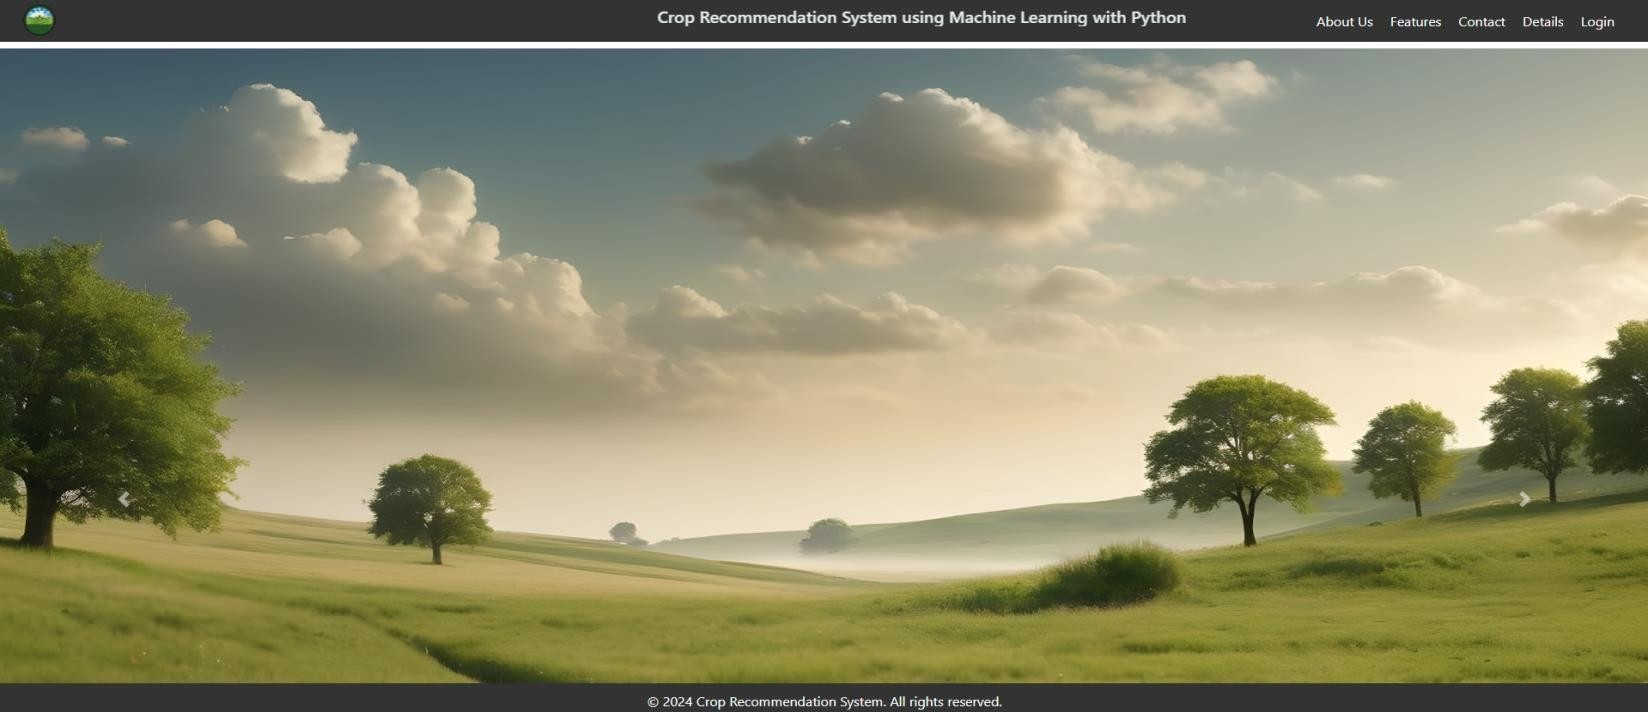 Crop Recommendation System using Machine Learning with Python
About Us Features Contact Details Login
© 2024 Crop Recommendation System. All rights reserved.